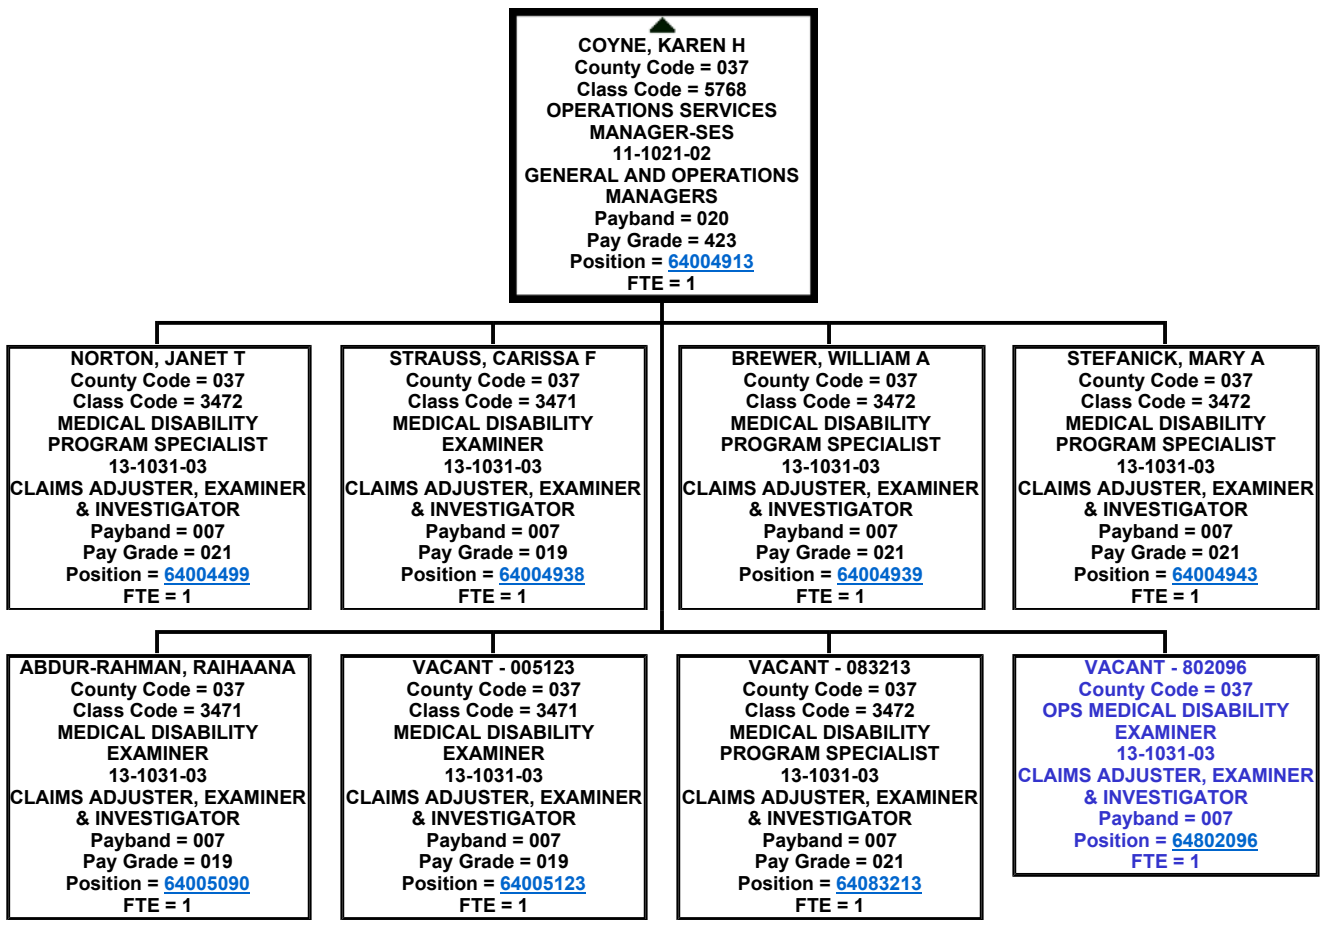 COYNE, KAREN H
County Code = 037
Class Code = 5768
OPERATIONS SERVICES
MANAGER-SES
11-1021-02
GENERAL AND OPERATIONS
MANAGERS
Payband = 020
Pay Grade = 423
Position = 64004913
FTE = 1
NORTON, JANET T
County Code = 037
Class Code = 3472
MEDICAL DISABILITY
PROGRAM SPECIALIST
13-1031-03
CLAIMS ADJUSTER, EXAMINER
& INVESTIGATOR
Payband = 007
Pay Grade = 021
Position = 64004499
FTE = 1
STRAUSS, CARISSA F
County Code = 037
Class Code = 3471
MEDICAL DISABILITY
EXAMINER
13-1031-03
CLAIMS ADJUSTER, EXAMINER
& INVESTIGATOR
Payband = 007
Pay Grade = 019
Position = 64004938
FTE = 1
BREWER, WILLIAM A
County Code = 037
Class Code = 3472
MEDICAL DISABILITY
PROGRAM SPECIALIST
13-1031-03
CLAIMS ADJUSTER, EXAMINER
& INVESTIGATOR
Payband = 007
Pay Grade = 021
Position = 64004939
FTE = 1
STEFANICK, MARY A
County Code = 037
Class Code = 3472
MEDICAL DISABILITY
PROGRAM SPECIALIST
13-1031-03
CLAIMS ADJUSTER, EXAMINER
& INVESTIGATOR
Payband = 007
Pay Grade = 021
Position = 64004943
FTE = 1
ABDUR-RAHMAN, RAIHAANA
County Code = 037
Class Code = 3471
MEDICAL DISABILITY
EXAMINER
13-1031-03
CLAIMS ADJUSTER, EXAMINER
& INVESTIGATOR
Payband = 007
Pay Grade = 019
Position = 64005090
FTE = 1
VACANT - 005123
County Code = 037
Class Code = 3471
MEDICAL DISABILITY
EXAMINER
13-1031-03
CLAIMS ADJUSTER, EXAMINER
& INVESTIGATOR
Payband = 007
Pay Grade = 019
Position = 64005123
FTE = 1
VACANT - 083213
County Code = 037
Class Code = 3472
MEDICAL DISABILITY
PROGRAM SPECIALIST
13-1031-03
CLAIMS ADJUSTER, EXAMINER
& INVESTIGATOR
Payband = 007
Pay Grade = 021
Position = 64083213
FTE = 1
VACANT - 802096
County Code = 037
OPS MEDICAL DISABILITY
EXAMINER
13-1031-03
CLAIMS ADJUSTER, EXAMINER
& INVESTIGATOR
Payband = 007
Position = 64802096
FTE = 1